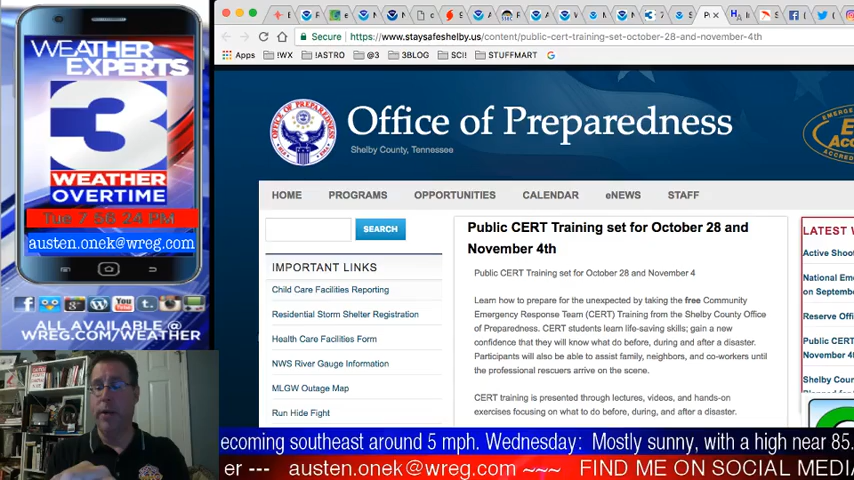 WEATHER
EXPERTS
3
WEATHER
OVERTIME
Tue 7 56 24 PM
austen.onek@wreg.com
ALL AVAILABLE @
WREG.COM/WEATHER
Secure https://www.staysafeshelby.us/content/public-cert-training-set-october-28-and-november-4th
Apps !WX !ASTRO @3 3BLOG SCI! STUFFMART
Office of Preparedness
Shelby County, Tennessee
HOME PROGRAMS OPPORTUNITIES CALENDAR eNEWS STAFF
SEARCH
IMPORTANT LINKS
Child Care Facilities Reporting
Residential Storm Shelter Registration
Health Care Facilities Form
NWS River Gauge Information
MLGW Outage Map
Run Hide Fight
Public CERT Training set for October 28 and
November 4th
Public CERT Training set for October 28 and November 4
Learn how to prepare for the unexpected by taking the free Community
Emergency Response Team (CERT) Training from the Shelby County Office
of Preparedness. CERT students learn life-saving skills; gain a new
confidence that they will know what do before, during and after a disaster.
Participants will also be able to assist family, neighbors, and co-workers until
the professional rescuers arrive on the scene.
CERT training is presented through lectures, videos, and hands-on
exercises focusing on what to do before, during, and after a disaster.
LATEST
Active Shoo
National Em
on Septemb
Reserve Offi
Public CERT
November 4t
Shelby Coun
ecoming southeast around 5 mph. Wednesday: Mostly sunny, with a high near 85.
er --- austen.onek@wreg.com ~~~ FIND ME ON SOCIAL MEDIA